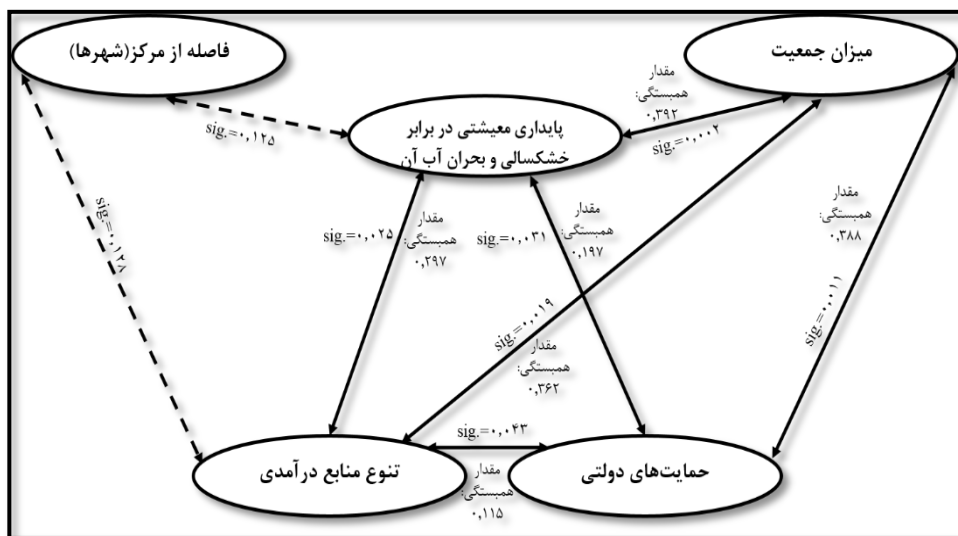 فاصله از مرکز(شهرها)
میزان جمعیت
مقدار
همبستگی:
۰,۳۹۲
sig.=۰,۰۰۲
sig.=۰,۱۲۵
پایداری معیشتی در برابر
خشکسالی و بحران آب آن
مقدار
همبستگی:
۰,۳۸۸
sig.=۰,۰۱۱
مقدار
همبستگی:
۰,۱۹۷
sig.=۰,۰۳۱
مقدار
همبستگی:
۰,۲۹۷
sig.=۰,۰۲۵
sig.=۰,۱۲۸
sig.=۰,۰۱۹
مقدار
همبستگی:
۰,۳۶۲
sig.=۰,۰۴۳
تنوع منابع درآمدی
حمایت‌های دولتی
مقدار
همبستگی:
۰,۱۱۵